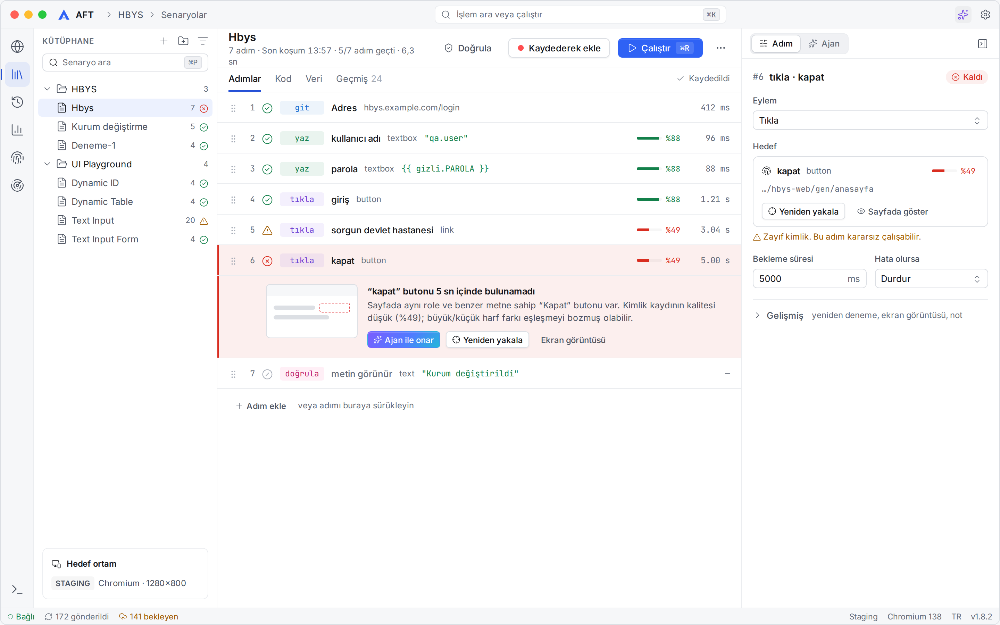 AFT > HBYS > Senaryolar
İşlem ara veya çalıştır ⌘K
KÜTÜPHANE
Senaryo ara ⌘P
HBYS 3
Hbys 7
Kurum değiştirme 5
Deneme-1 4
UI Playground 4
Dynamic ID 4
Dynamic Table 4
Text Input 20
Text Input Form 4
Hedef ortam
STAGING Chromium · 1280×800
Hbys
7 adım · Son koşum 13:57 · 5/7 adım geçti · 6,3
sn
Doğrula Kaydederek ekle Çalıştır ⌘R
Adımlar Kod Veri Geçmiş 24 Kaydedildi
1 git Adres hbys.example.com/login 412 ms
2 yaz kullanıcı adı textbox "qa.user" %88 96 ms
3 yaz parola textbox {{ gizli.PAROLA }} %88 88 ms
4 tıkla giriş button %88 1.21 s
5 tıkla sorgun devlet hastanesi link %49 3.04 s
6 tıkla kapat button %49 5.00 s
“kapat” butonu 5 sn içinde bulunamadı
Sayfada aynı role ve benzer metne sahip “Kapat” butonu var. Kimlik kaydının kalitesi
düşük (%49); büyük/küçük harf farkı eşleşmeyi bozmuş olabilir.
Ajan ile onar Yeniden yakala Ekran görüntüsü
7 doğrula metin görünür text "Kurum değiştirildi" –
+ Adım ekle veya adımı buraya sürükleyin
Adım Ajan
#6 tıkla · kapat Kaldı
Eylem
Tıkla
Hedef
kapat button %49
…/hbys-web/gen/anasayfa
Yeniden yakala Sayfada göster
Zayıf kimlik. Bu adım kararsız çalışabilir.
Bekleme süresi Hata olursa
5000 ms Durdur
Gelişmiş yeniden deneme, ekran görüntüsü, not
Bağlı 172 gönderildi 141 bekleyen
Staging Chromium 138 TR v1.8.2